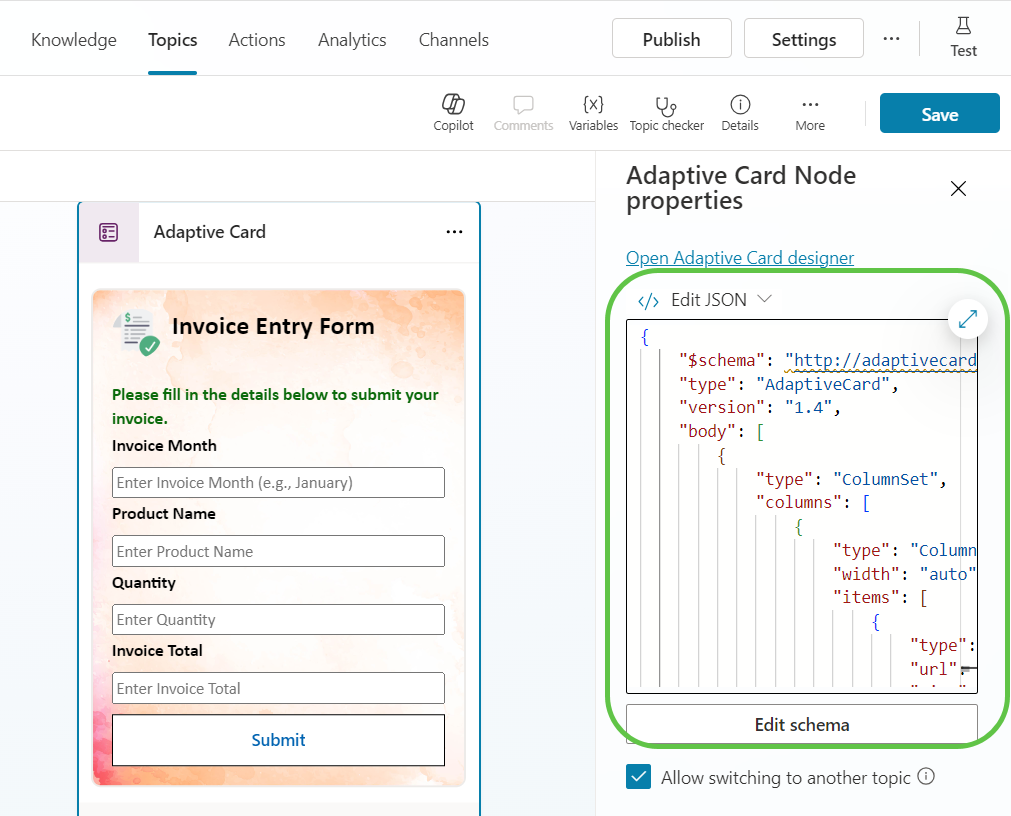 Knowledge Topics Actions Analytics Channels Publish Settings ... Test
Copilot Comments {x} Variables Topic checker Details ... More Save
Adaptive Card Node
properties
Open Adaptive Card designer
Adaptive Card ...
Invoice Entry Form
Please fill in the details below to submit your
invoice.
Invoice Month
Enter Invoice Month (e.g., January)
Product Name
Enter Product Name
Quantity
Enter Quantity
Invoice Total
Enter Invoice Total
Submit
</> Edit JSON
{
"$schema": "http://adaptivecard
"type": "AdaptiveCard",
"version": "1.4",
"body": [
{
"type": "ColumnSet",
"columns": [
{
"type": "Column
"width": "auto"
"items": [
{
"type":
"url":
Edit schema
Allow switching to another topic